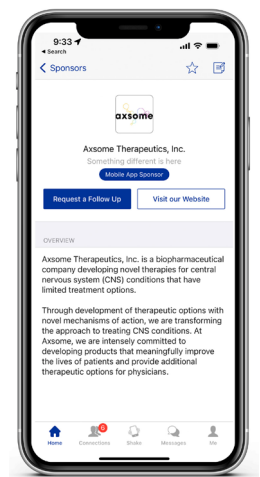 9:33
Search
Sponsors
axsome
Axsome Therapeutics, Inc.
Something different is here
Mobile App Sponsor
Request a Follow Up
Visit our Website
OVERVIEW
Axsome Therapeutics, Inc. is a biopharmaceutical
company developing novel therapies for central
nervous system (CNS) conditions that have
limited treatment options.
Through development of therapeutic options with
novel mechanisms of action, we are transforming
the approach to treating CNS conditions. At
Axsome, we are intensely committed to
developing products that meaningfully improve
the lives of patients and provide additional
therapeutic options for physicians.
6
Home
Connections
Shake
Messages
Me